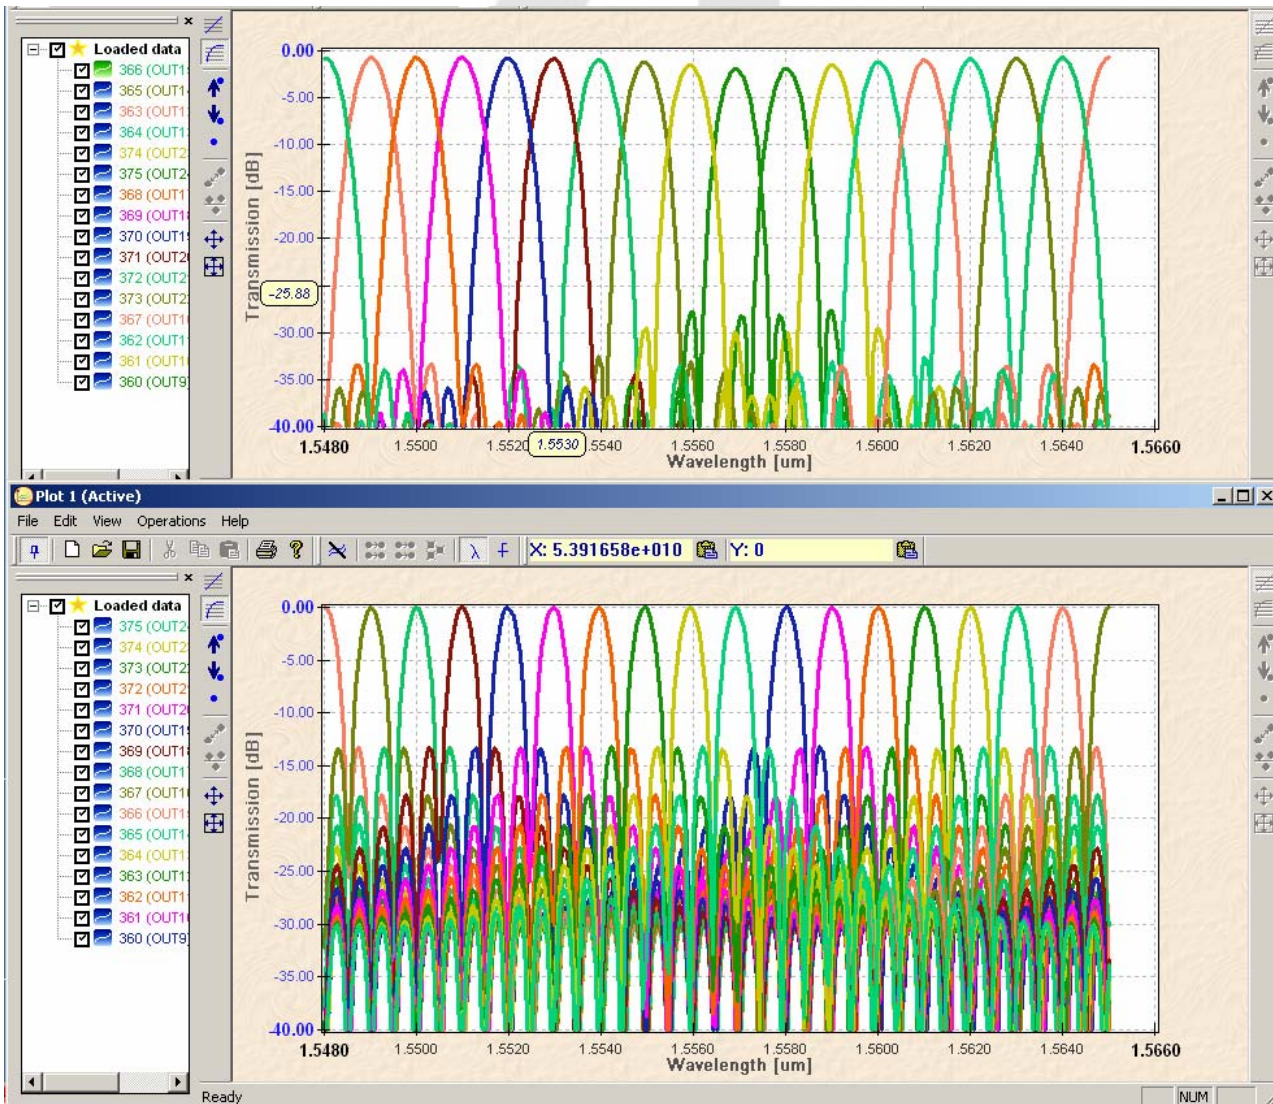 Loaded data
366 (OUT1
365 (OUT1
363 (OUT1
364 (OUT1
374 (OUT2
375 (OUT2
368 (OUT1
369 (OUT1
370 (OUT1
371 (OUT2
372 (OUT2
373 (OUT2
367 (OUT1
362 (OUT1
361 (OUT1
360 (OUT9)
Transmission [dB]
0.00
-5.00
-10.00
-15.00
-20.00
-25.88
-30.00
-35.00
-40.00
1.5480 1.5500 1.5520 1.5530 1.5540 1.5560 1.5580 1.5600 1.5620 1.5640 1.5660
Wavelength [um]
Plot 1 (Active)
File Edit View Operations Help
X: 5.391658e+010 Y: 0
Loaded data
375 (OUT2
374 (OUT2
373 (OUT2
372 (OUT2
371 (OUT2
370 (OUT1
369 (OUT1
368 (OUT1
367 (OUT1
366 (OUT1
365 (OUT1
364 (OUT1
363 (OUT1
362 (OUT1
361 (OUT1
360 (OUT9)
Transmission [dB]
0.00
-5.00
-10.00
-15.00
-20.00
-25.00
-30.00
-35.00
-40.00
1.5480 1.5500 1.5520 1.5540 1.5560 1.5580 1.5600 1.5620 1.5640 1.5660
Wavelength [um]
Ready
NUM